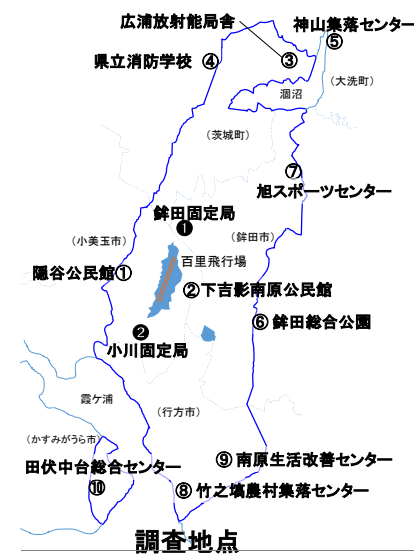 広浦放射能局舎
神山集落センター
⑤
県立消防学校 ④
③
(大洗町)
涸沼
(茨城町)
⑦
旭スポーツセンター
鉾田固定局
❶
(小美玉市)
(鉾田市)
百里飛行場
隠谷公民館 ①
②下吉影南原公民館
⑥ 鉾田総合公園
❷
小川固定局
霞ケ浦
(行方市)
(かすみがうら市)
田伏中台総合センター
⑩
⑨ 南原生活改善センター
⑧ 竹之塙農村集落センター
調査地点